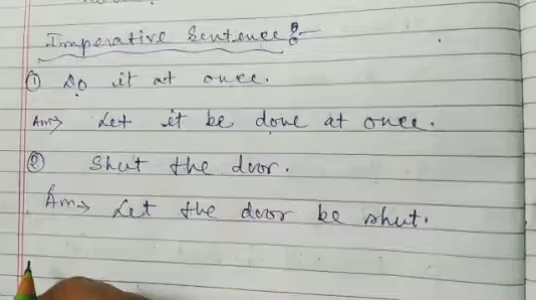 Imperative Sentence :-
① Do it at once.
Ans→ Let it be done at once.
② Shut the door.
Ans→ Let the door be shut.